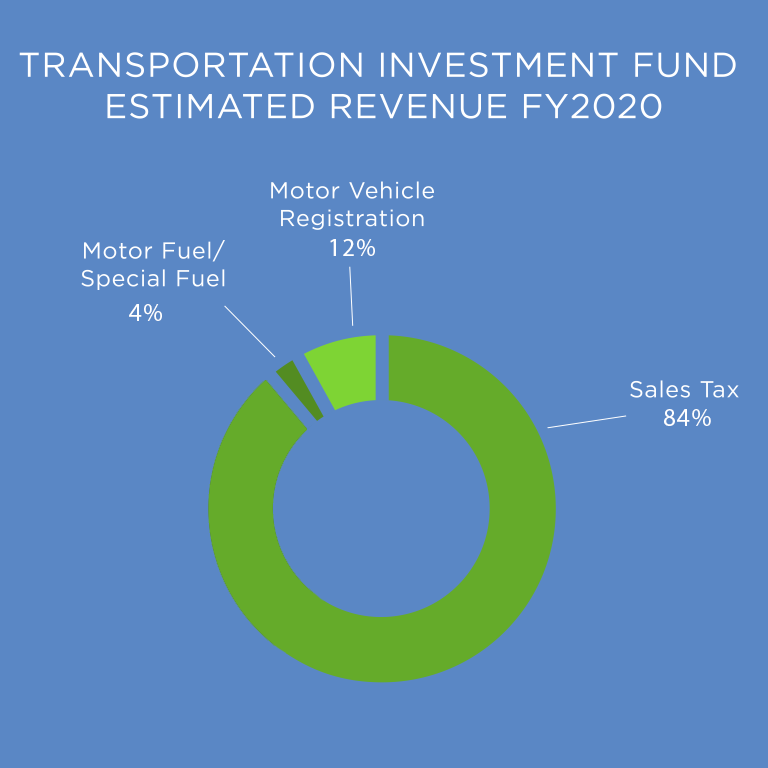 TRANSPORTATION INVESTMENT FUND
ESTIMATED REVENUE FY2020
Motor Vehicle
Registration
12%
Motor Fuel/
Special Fuel
4%
Sales Tax
84%